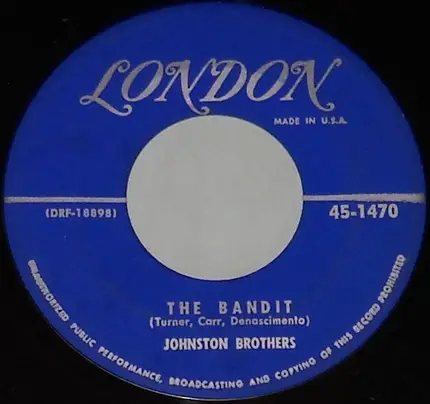 LONDON
MADE IN U.S.A.
(DRF-18898)
45-1470
THE BANDIT
(Turner, Carr, Denascimento)
JOHNSTON BROTHERS
UNAUTHORIZED PUBLIC PERFORMANCE, BROADCASTING AND COPYING OF THIS RECORD PROHIBITED